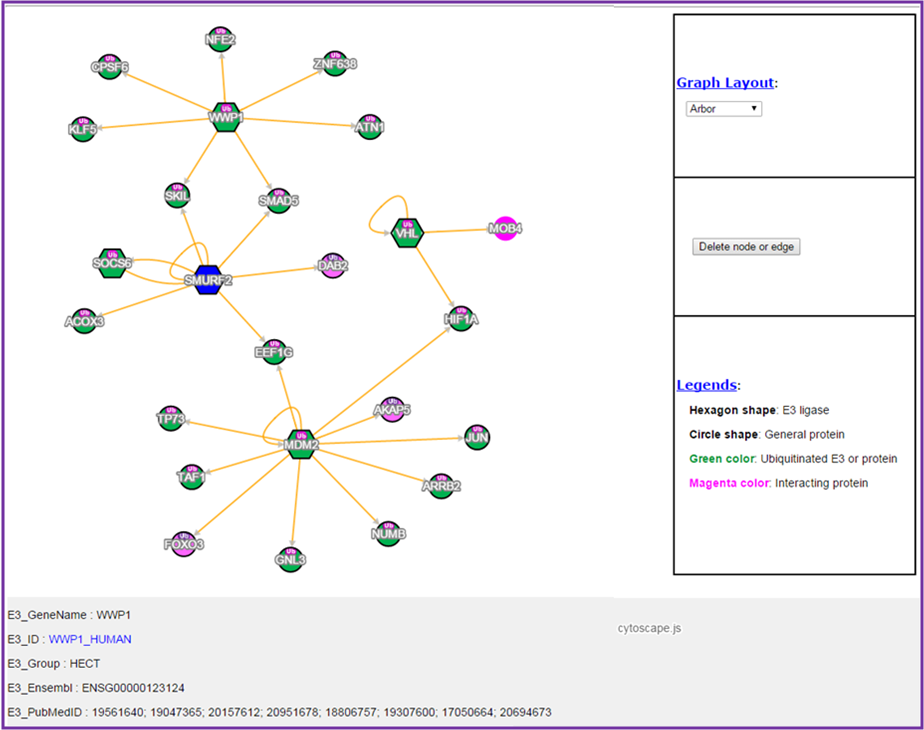 Ub
NFE2
Ub
CPSF6
Ub
ZNF638
Ub
WWP1
Ub
KLF5
Ub
ATN1
Ub
SKIL
Ub
SMAD5
Ub
VHL
MOB4
Ub
SOCS6
Ub
DAB2
SMURF2
Ub
ACOX3
Ub
HIF1A
Ub
EEF1G
Ub
AKAP5
Ub
TP73
Ub
MDM2
Ub
JUN
Ub
TAF1
Ub
ARRB2
Ub
FOXO3
Ub
NUMB
Ub
GNL3
Graph Layout:
Arbor
Delete node or edge
Legends:
Hexagon shape: E3 ligase
Circle shape: General protein
Green color: Ubiquitinated E3 or protein
Magenta color: Interacting protein
E3_GeneName : WWP1
E3_ID : WWP1_HUMAN
E3_Group : HECT
E3_Ensembl : ENSG00000123124
E3_PubMedID : 19561640; 19047365; 20157612; 20951678; 18806757; 19307600; 17050664; 20694673
cytoscape.js